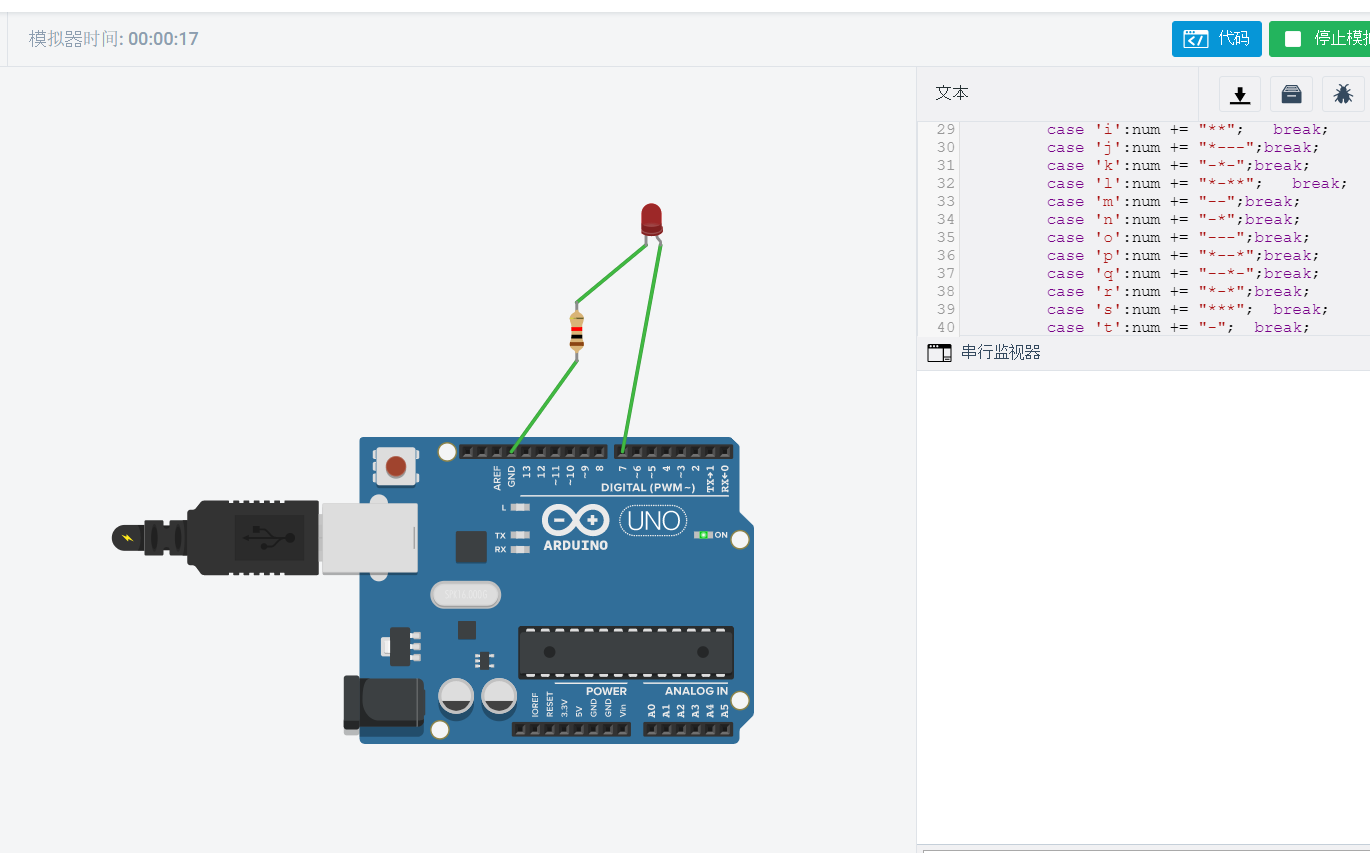 模拟器时间: 00:00:17
代码
停止模拟
文本
29 case 'i':num += "**";   break;
30 case 'j':num += "*---";break;
31 case 'k':num += "-*-";break;
32 case 'l':num += "*-**";   break;
33 case 'm':num += "--";break;
34 case 'n':num += "-*";break;
35 case 'o':num += "---";break;
36 case 'p':num += "*--*";break;
37 case 'q':num += "--*-";break;
38 case 'r':num += "*-*";break;
39 case 's':num += "***";  break;
40 case 't':num += "-";  break;
串行监视器
AREF
GND
13
12
~11
~10
~9
8
7
~6
~5
4
~3
2
TX→1
RX←0
DIGITAL (PWM~)
L
TX
RX
ARDUINO
UNO
ON
POWER
ANALOG IN
IOREF
RESET
3.3V
5V
GND
GND
Vin
A0
A1
A2
A3
A4
A5